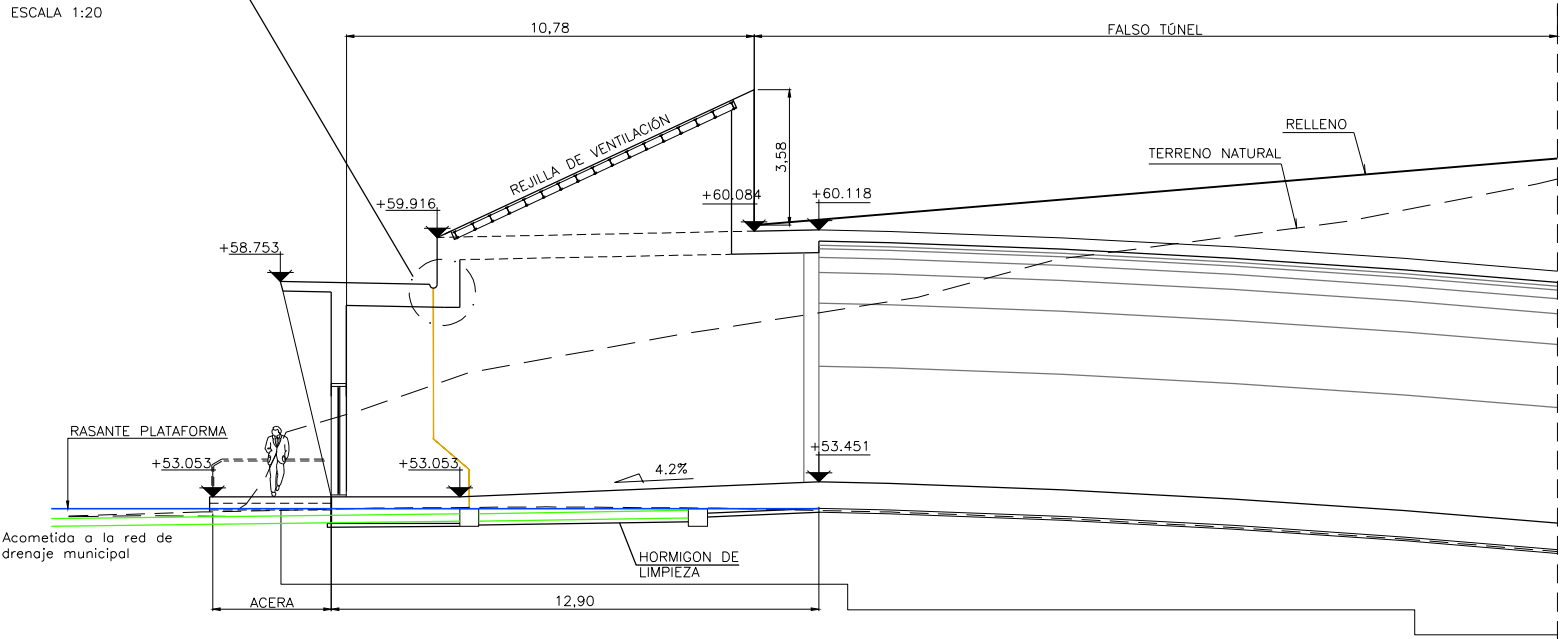 ESCALA 1:20
10,78
FALSO TÚNEL
RELLENO
REJILLA DE VENTILACIÓN
3,58
TERRENO NATURAL
+59.916
+60.084
+60.118
+58.753
RASANTE PLATAFORMA
+53.053
+53.053
4.2%
+53.451
Acometida a la red de
drenaje municipal
HORMIGON DE
LIMPIEZA
ACERA
12,90